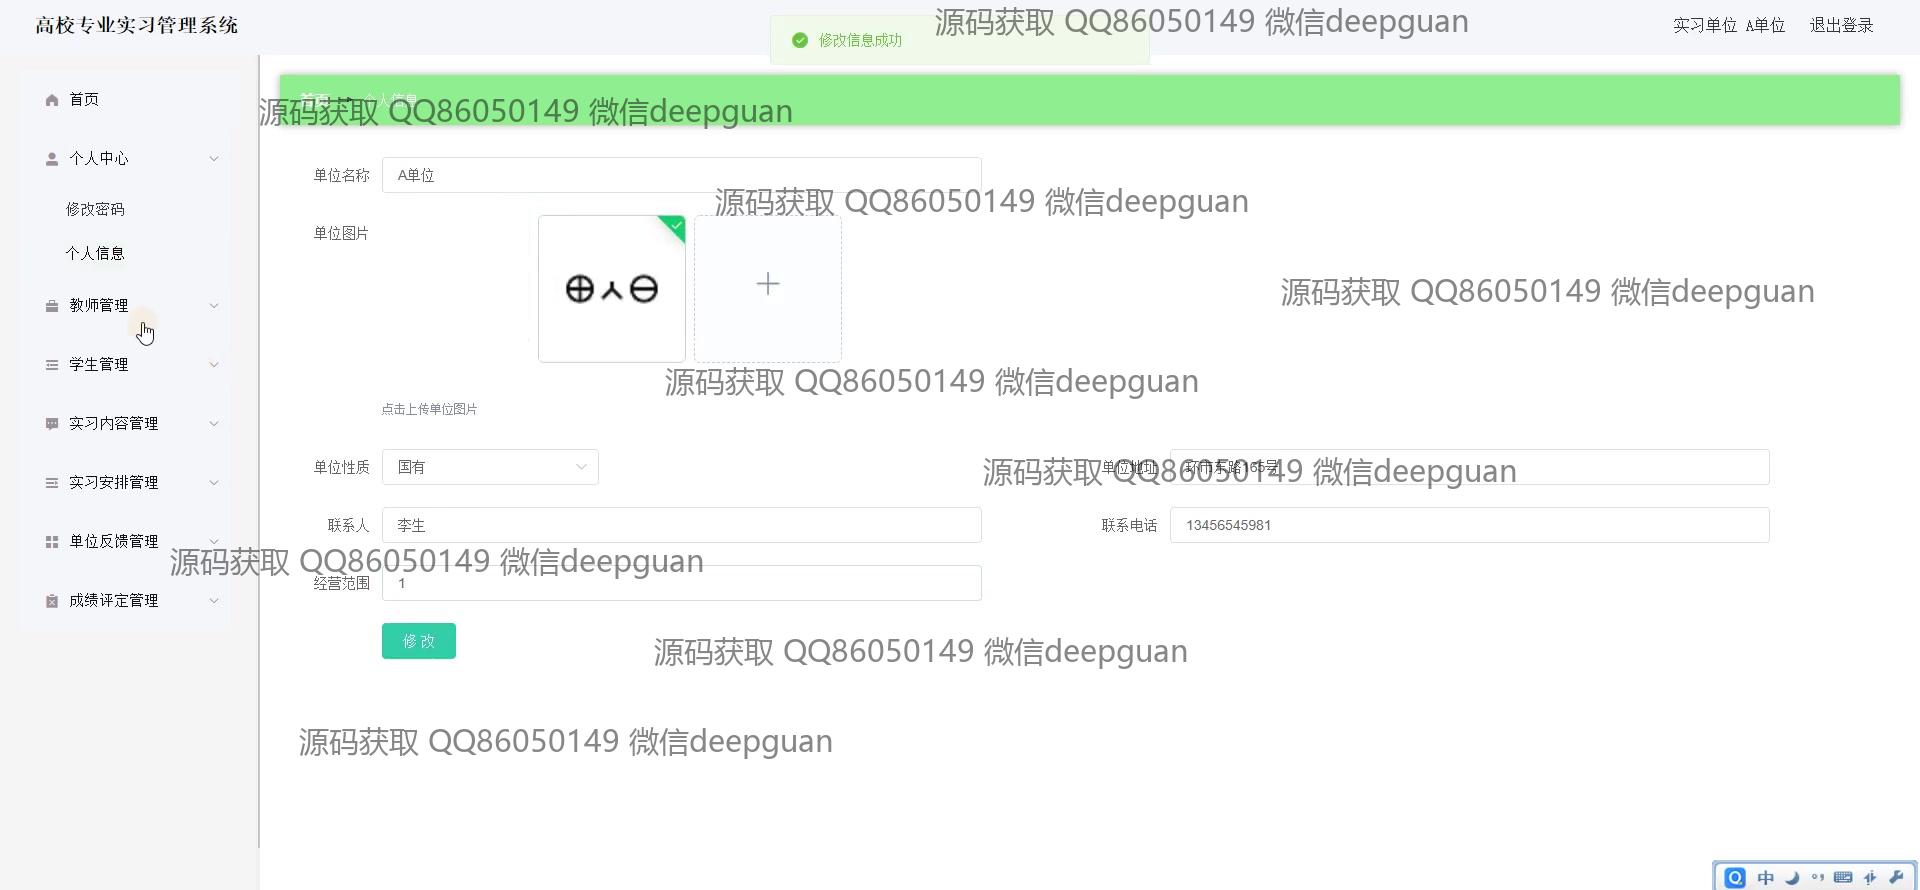 高校专业实习管理系统
修改信息成功
实习单位 A单位
退出登录
源码获取 QQ86050149 微信deepguan
首页
首页
个人信息
源码获取 QQ86050149 微信deepguan
个人中心
修改密码
个人信息
教师管理
学生管理
实习内容管理
实习安排管理
单位反馈管理
成绩评定管理
单位名称
A单位
源码获取 QQ86050149 微信deepguan
单位图片
源码获取 QQ86050149 微信deepguan
源码获取 QQ86050149 微信deepguan
点击上传单位图片
单位性质
国有
单位地址
环市东路165号
源码获取 QQ86050149 微信deepguan
联系人
李生
联系电话
13456545981
源码获取 QQ86050149 微信deepguan
经营范围
1
修改
源码获取 QQ86050149 微信deepguan
源码获取 QQ86050149 微信deepguan
中